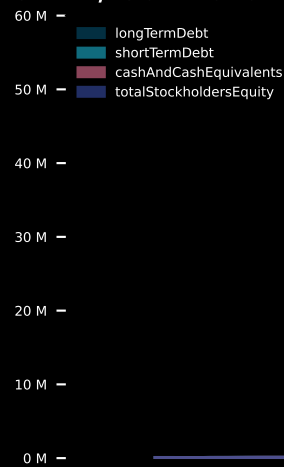 60 M
longTermDebt
shortTermDebt
cashAndCashEquivalents
totalStockholdersEquity
50 M
40 M
30 M
20 M
10 M
0 M